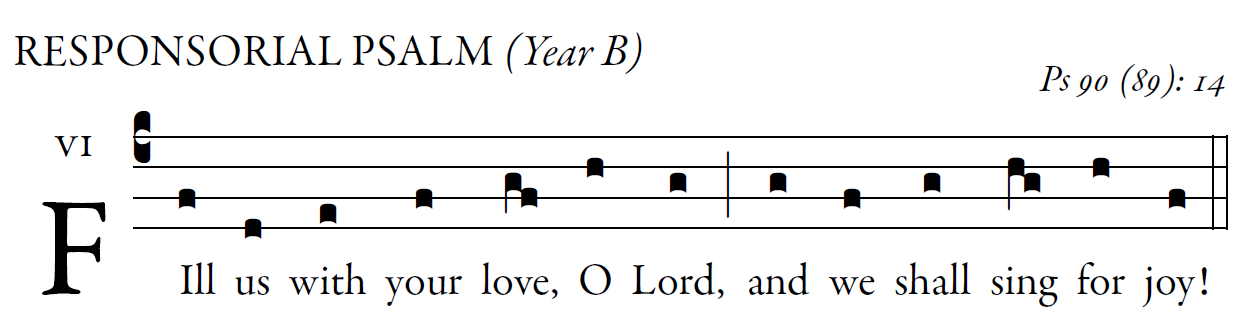 RESPONSORIAL PSALM (Year B)
Ps 90 (89): 14
VI
FIll us with your love, O Lord, and we shall sing for joy!